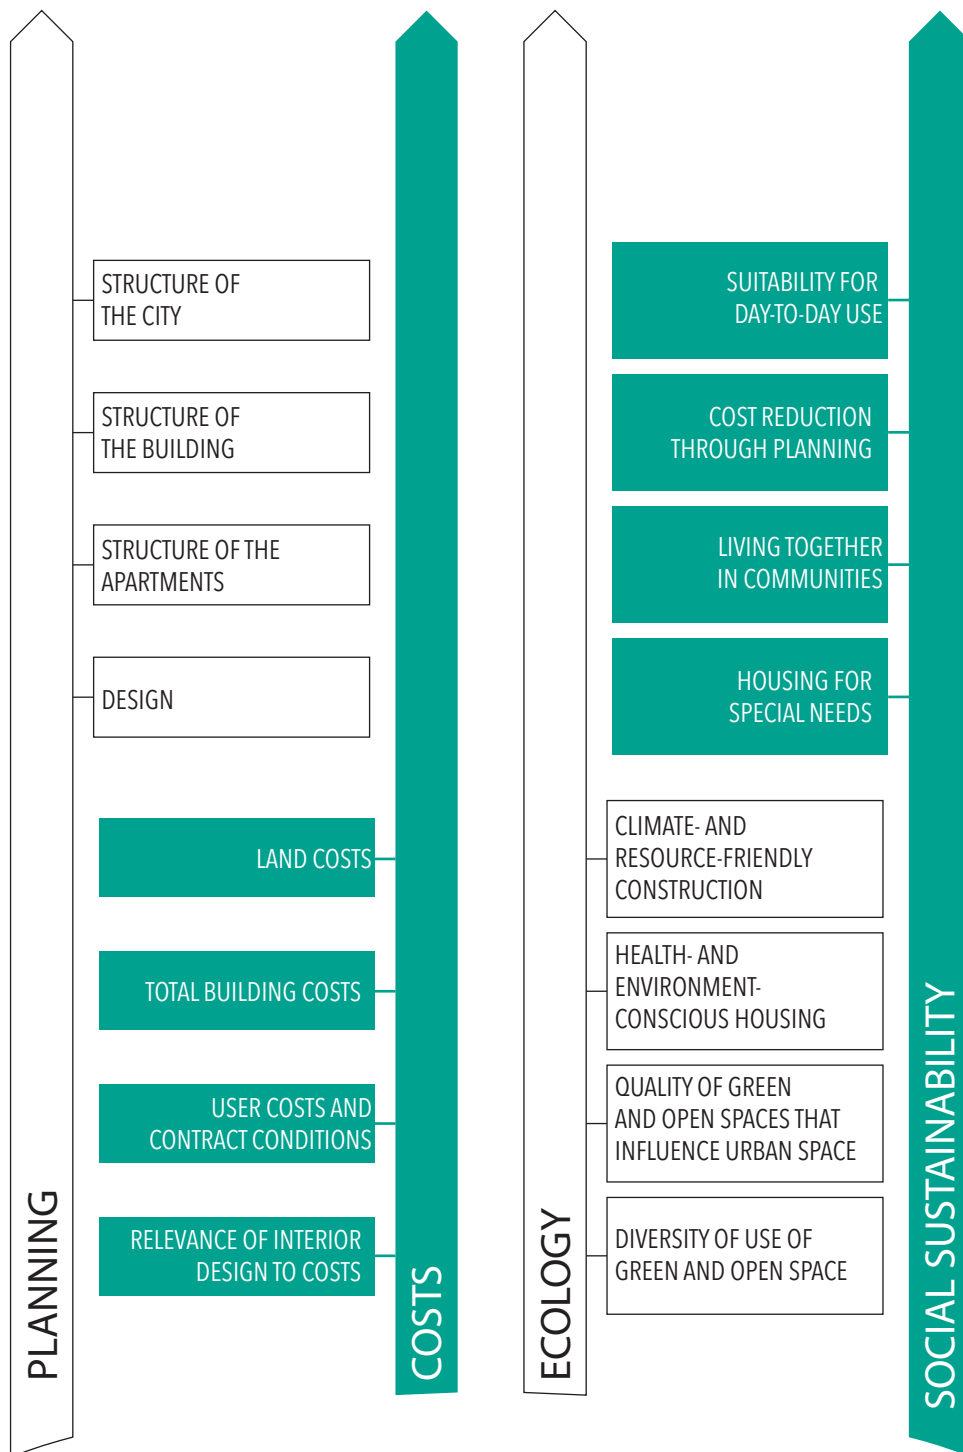 PLANNING
STRUCTURE OF
THE CITY
STRUCTURE OF
THE BUILDING
STRUCTURE OF THE
APARTMENTS
DESIGN
COSTS
LAND COSTS
TOTAL BUILDING COSTS
USER COSTS AND
CONTRACT CONDITIONS
RELEVANCE OF INTERIOR
DESIGN TO COSTS
ECOLOGY
CLIMATE- AND
RESOURCE-FRIENDLY
CONSTRUCTION
HEALTH- AND
ENVIRONMENT-
CONSCIOUS HOUSING
QUALITY OF GREEN
AND OPEN SPACES THAT
INFLUENCE URBAN SPACE
DIVERSITY OF USE OF
GREEN AND OPEN SPACE
SOCIAL SUSTAINABILITY
SUITABILITY FOR
DAY-TO-DAY USE
COST REDUCTION
THROUGH PLANNING
LIVING TOGETHER
IN COMMUNITIES
HOUSING FOR
SPECIAL NEEDS